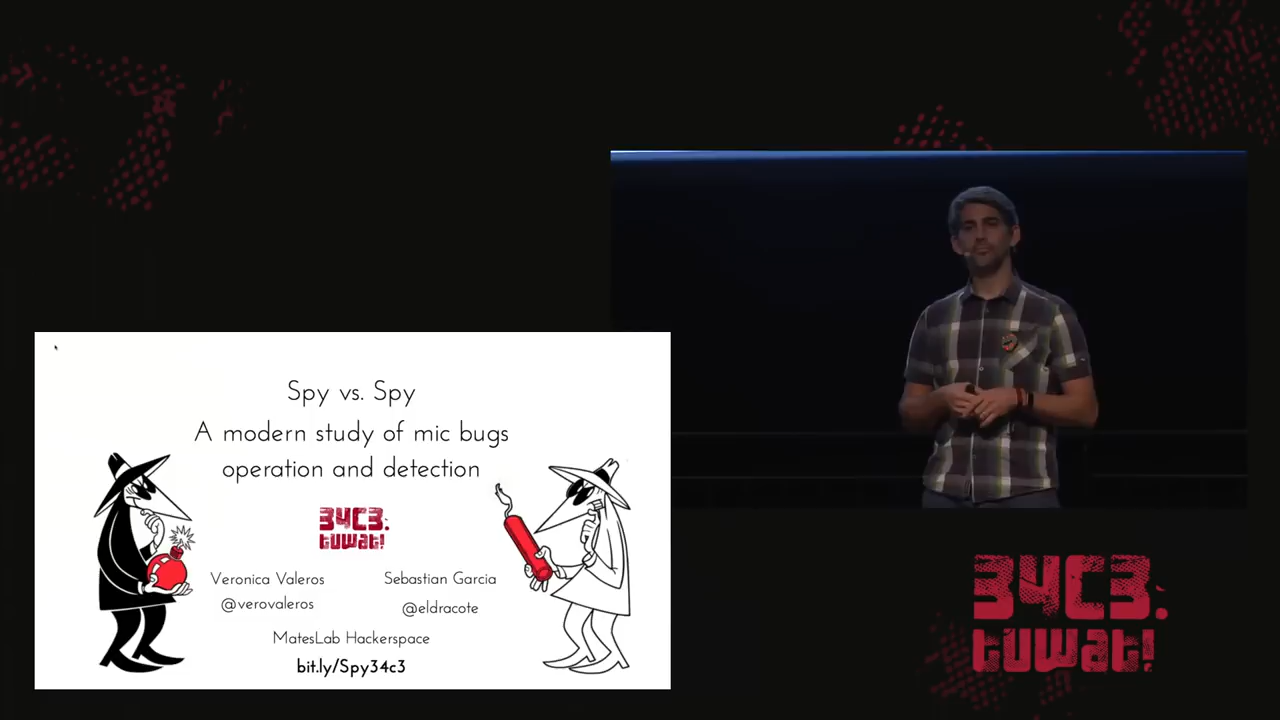 Spy vs. Spy
A modern study of mic bugs
operation and detection
34C3.
tuwat!
Veronica Valeros
@verovaleros
Sebastian Garcia
@eldracote
MatesLab Hackerspace
bit.ly/Spy34c3
34C3.
tuwat!